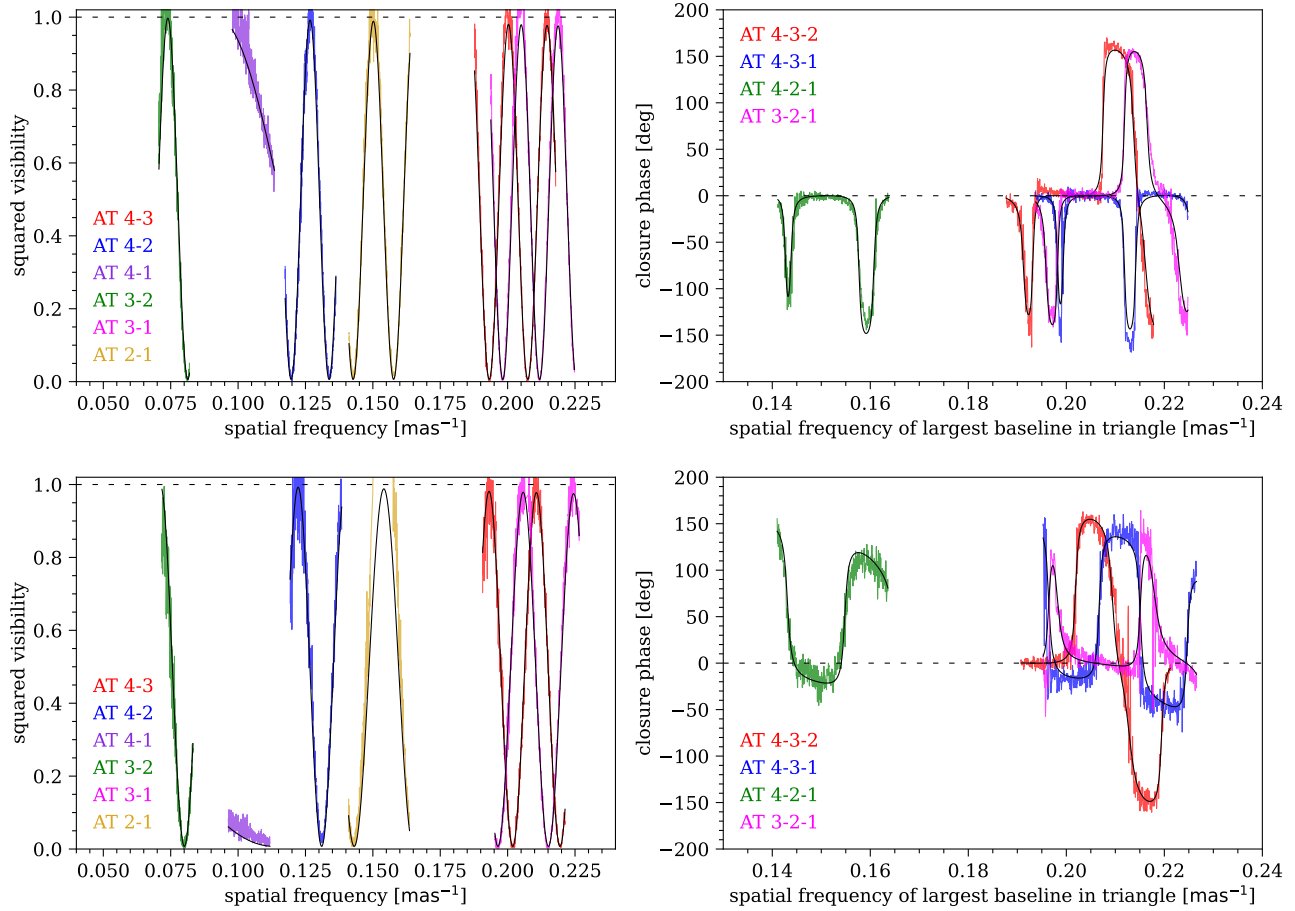 1.0
0.8
0.6
0.4
0.2
0.0
squared visibility
AT 4-3
AT 4-2
AT 4-1
AT 3-2
AT 3-1
AT 2-1
0.050 0.075 0.100 0.125 0.150 0.175 0.200 0.225
spatial frequency [mas⁻¹]
200
150
100
50
0
−50
−100
−150
−200
closure phase [deg]
AT 4-3-2
AT 4-3-1
AT 4-2-1
AT 3-2-1
0.14 0.16 0.18 0.20 0.22 0.24
spatial frequency of largest baseline in triangle [mas⁻¹]
1.0
0.8
0.6
0.4
0.2
0.0
squared visibility
AT 4-3
AT 4-2
AT 4-1
AT 3-2
AT 3-1
AT 2-1
0.050 0.075 0.100 0.125 0.150 0.175 0.200 0.225
spatial frequency [mas⁻¹]
200
150
100
50
0
−50
−100
−150
−200
closure phase [deg]
AT 4-3-2
AT 4-3-1
AT 4-2-1
AT 3-2-1
0.14 0.16 0.18 0.20 0.22 0.24
spatial frequency of largest baseline in triangle [mas⁻¹]